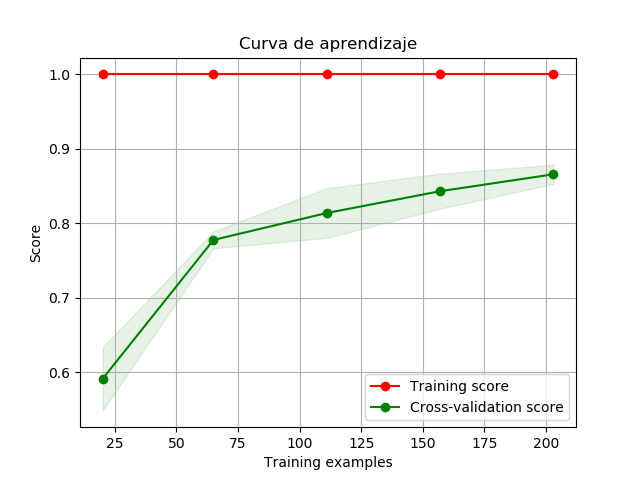 Curva de aprendizaje
1.0
0.9
0.8
0.7
0.6
Score
25 50 75 100 125 150 175 200
Training examples
Training score
Cross-validation score